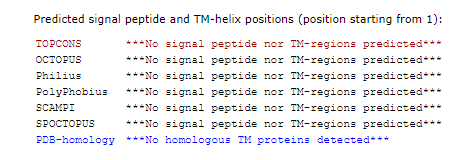 Predicted signal peptide and TM-helix positions (position starting from 1):
TOPCONS ***No signal peptide nor TM-regions predicted***
OCTOPUS ***No signal peptide nor TM-regions predicted***
Philius ***No signal peptide nor TM-regions predicted***
PolyPhobius ***No signal peptide nor TM-regions predicted***
SCAMPI ***No signal peptide nor TM-regions predicted***
SPOCTOPUS ***No signal peptide nor TM-regions predicted***
PDB-homology ***No homologous TM proteins detected***